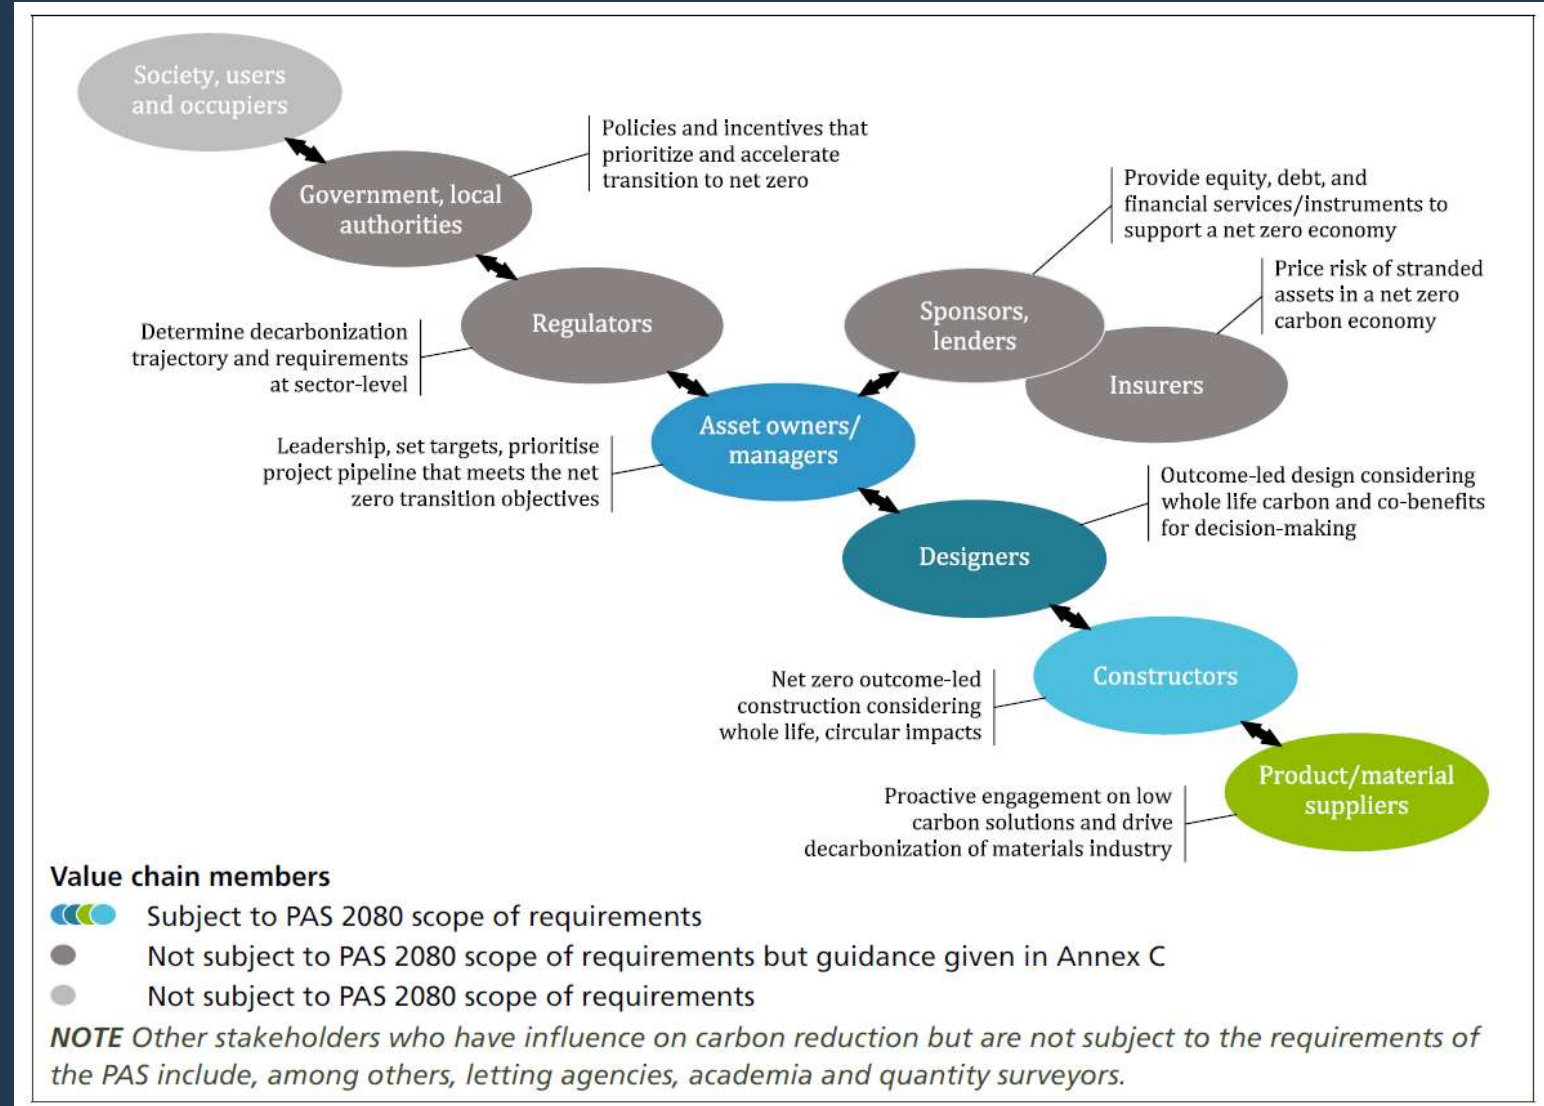 Society, users
and occupiers
Policies and incentives that
prioritize and accelerate
transition to net zero
Government, local
authorities
Provide equity, debt, and
financial services/instruments to
support a net zero economy
Price risk of stranded
assets in a net zero
carbon economy
Sponsors,
lenders
Regulators
Determine decarbonization
trajectory and requirements
at sector-level
Insurers
Asset owners/
managers
Leadership, set targets, prioritise
project pipeline that meets the net
zero transition objectives
Outcome-led design considering
whole life carbon and co-benefits
for decision-making
Designers
Constructors
Net zero outcome-led
construction considering
whole life, circular impacts
Product/material
suppliers
Proactive engagement on low
carbon solutions and drive
decarbonization of materials industry
Value chain members
Subject to PAS 2080 scope of requirements
Not subject to PAS 2080 scope of requirements but guidance given in Annex C
Not subject to PAS 2080 scope of requirements
NOTE Other stakeholders who have influence on carbon reduction but are not subject to the requirements of
the PAS include, among others, letting agencies, academia and quantity surveyors.